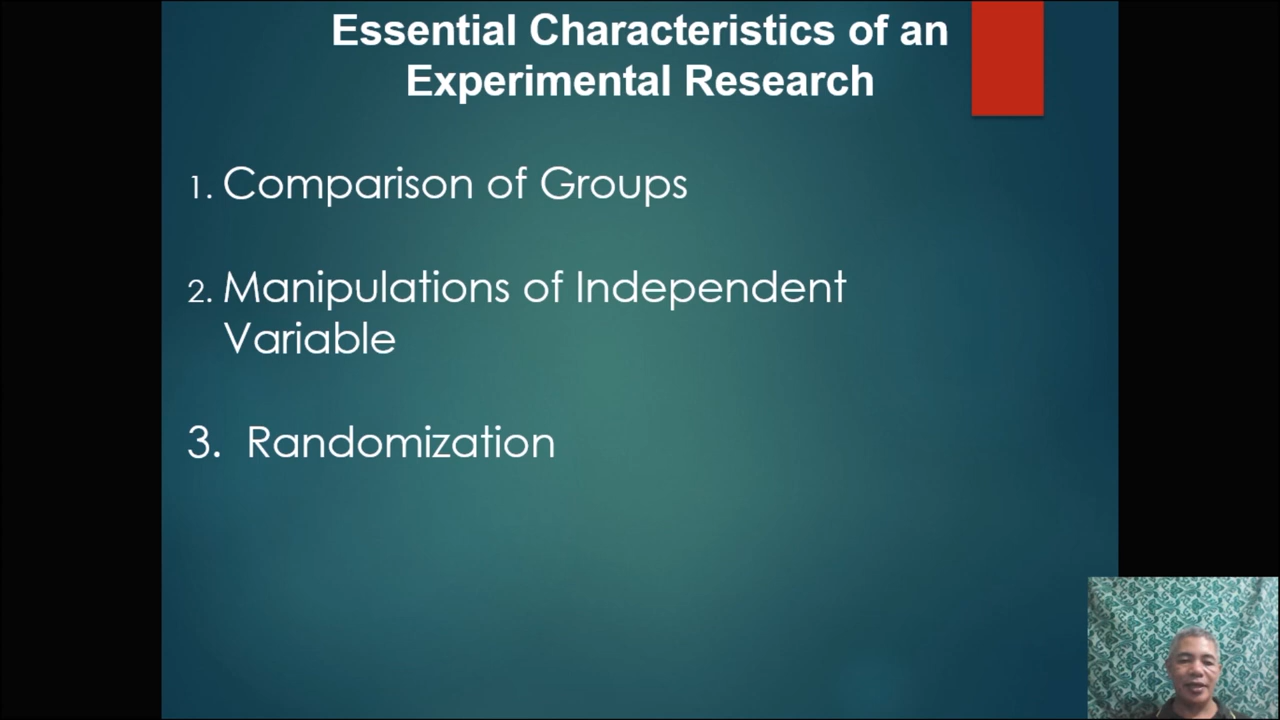 Essential Characteristics of an
Experimental Research
1. Comparison of Groups
2. Manipulations of Independent
Variable
3. Randomization